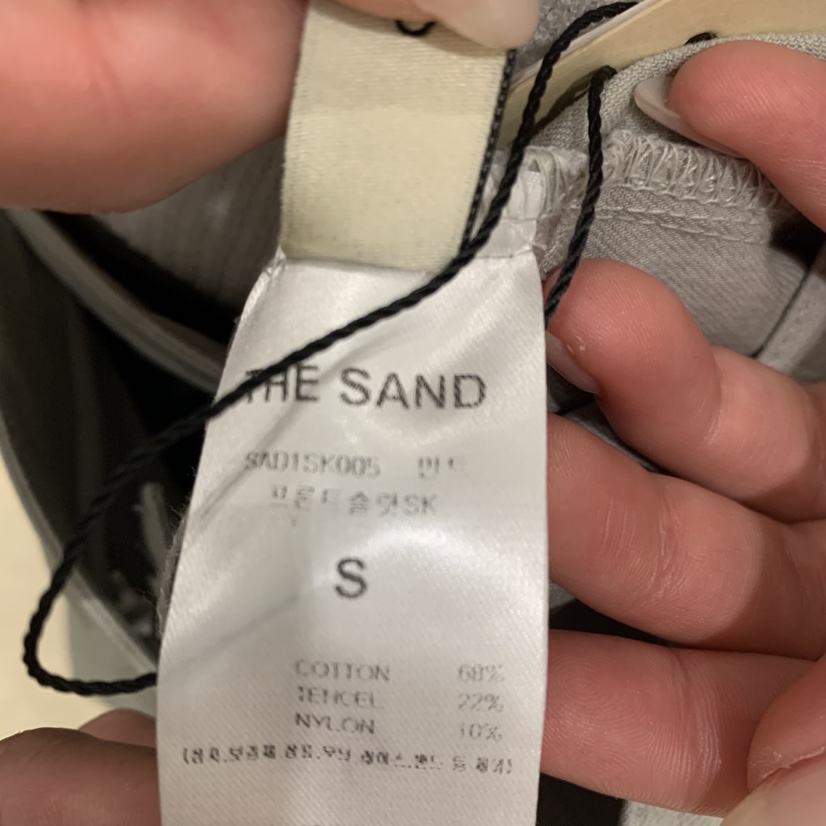 THE SAND
SAD1SK005 민트
프론트슬릿SK
S
COTTON 68%
TENCEL 22%
NYLON 10%